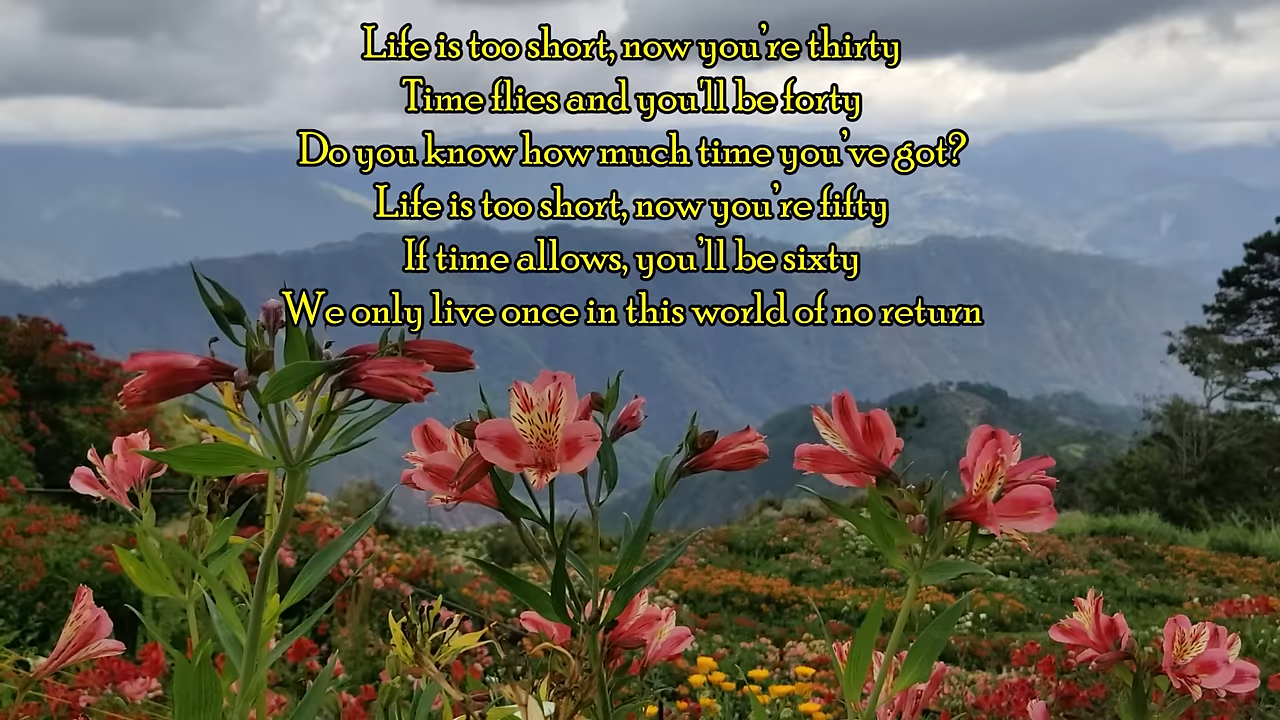 Life is too short, now you're thirty
Time flies and you'll be forty
Do you know how much time you've got?
Life is too short, now you're fifty
If time allows, you'll be sixty
We only live once in this world of no return